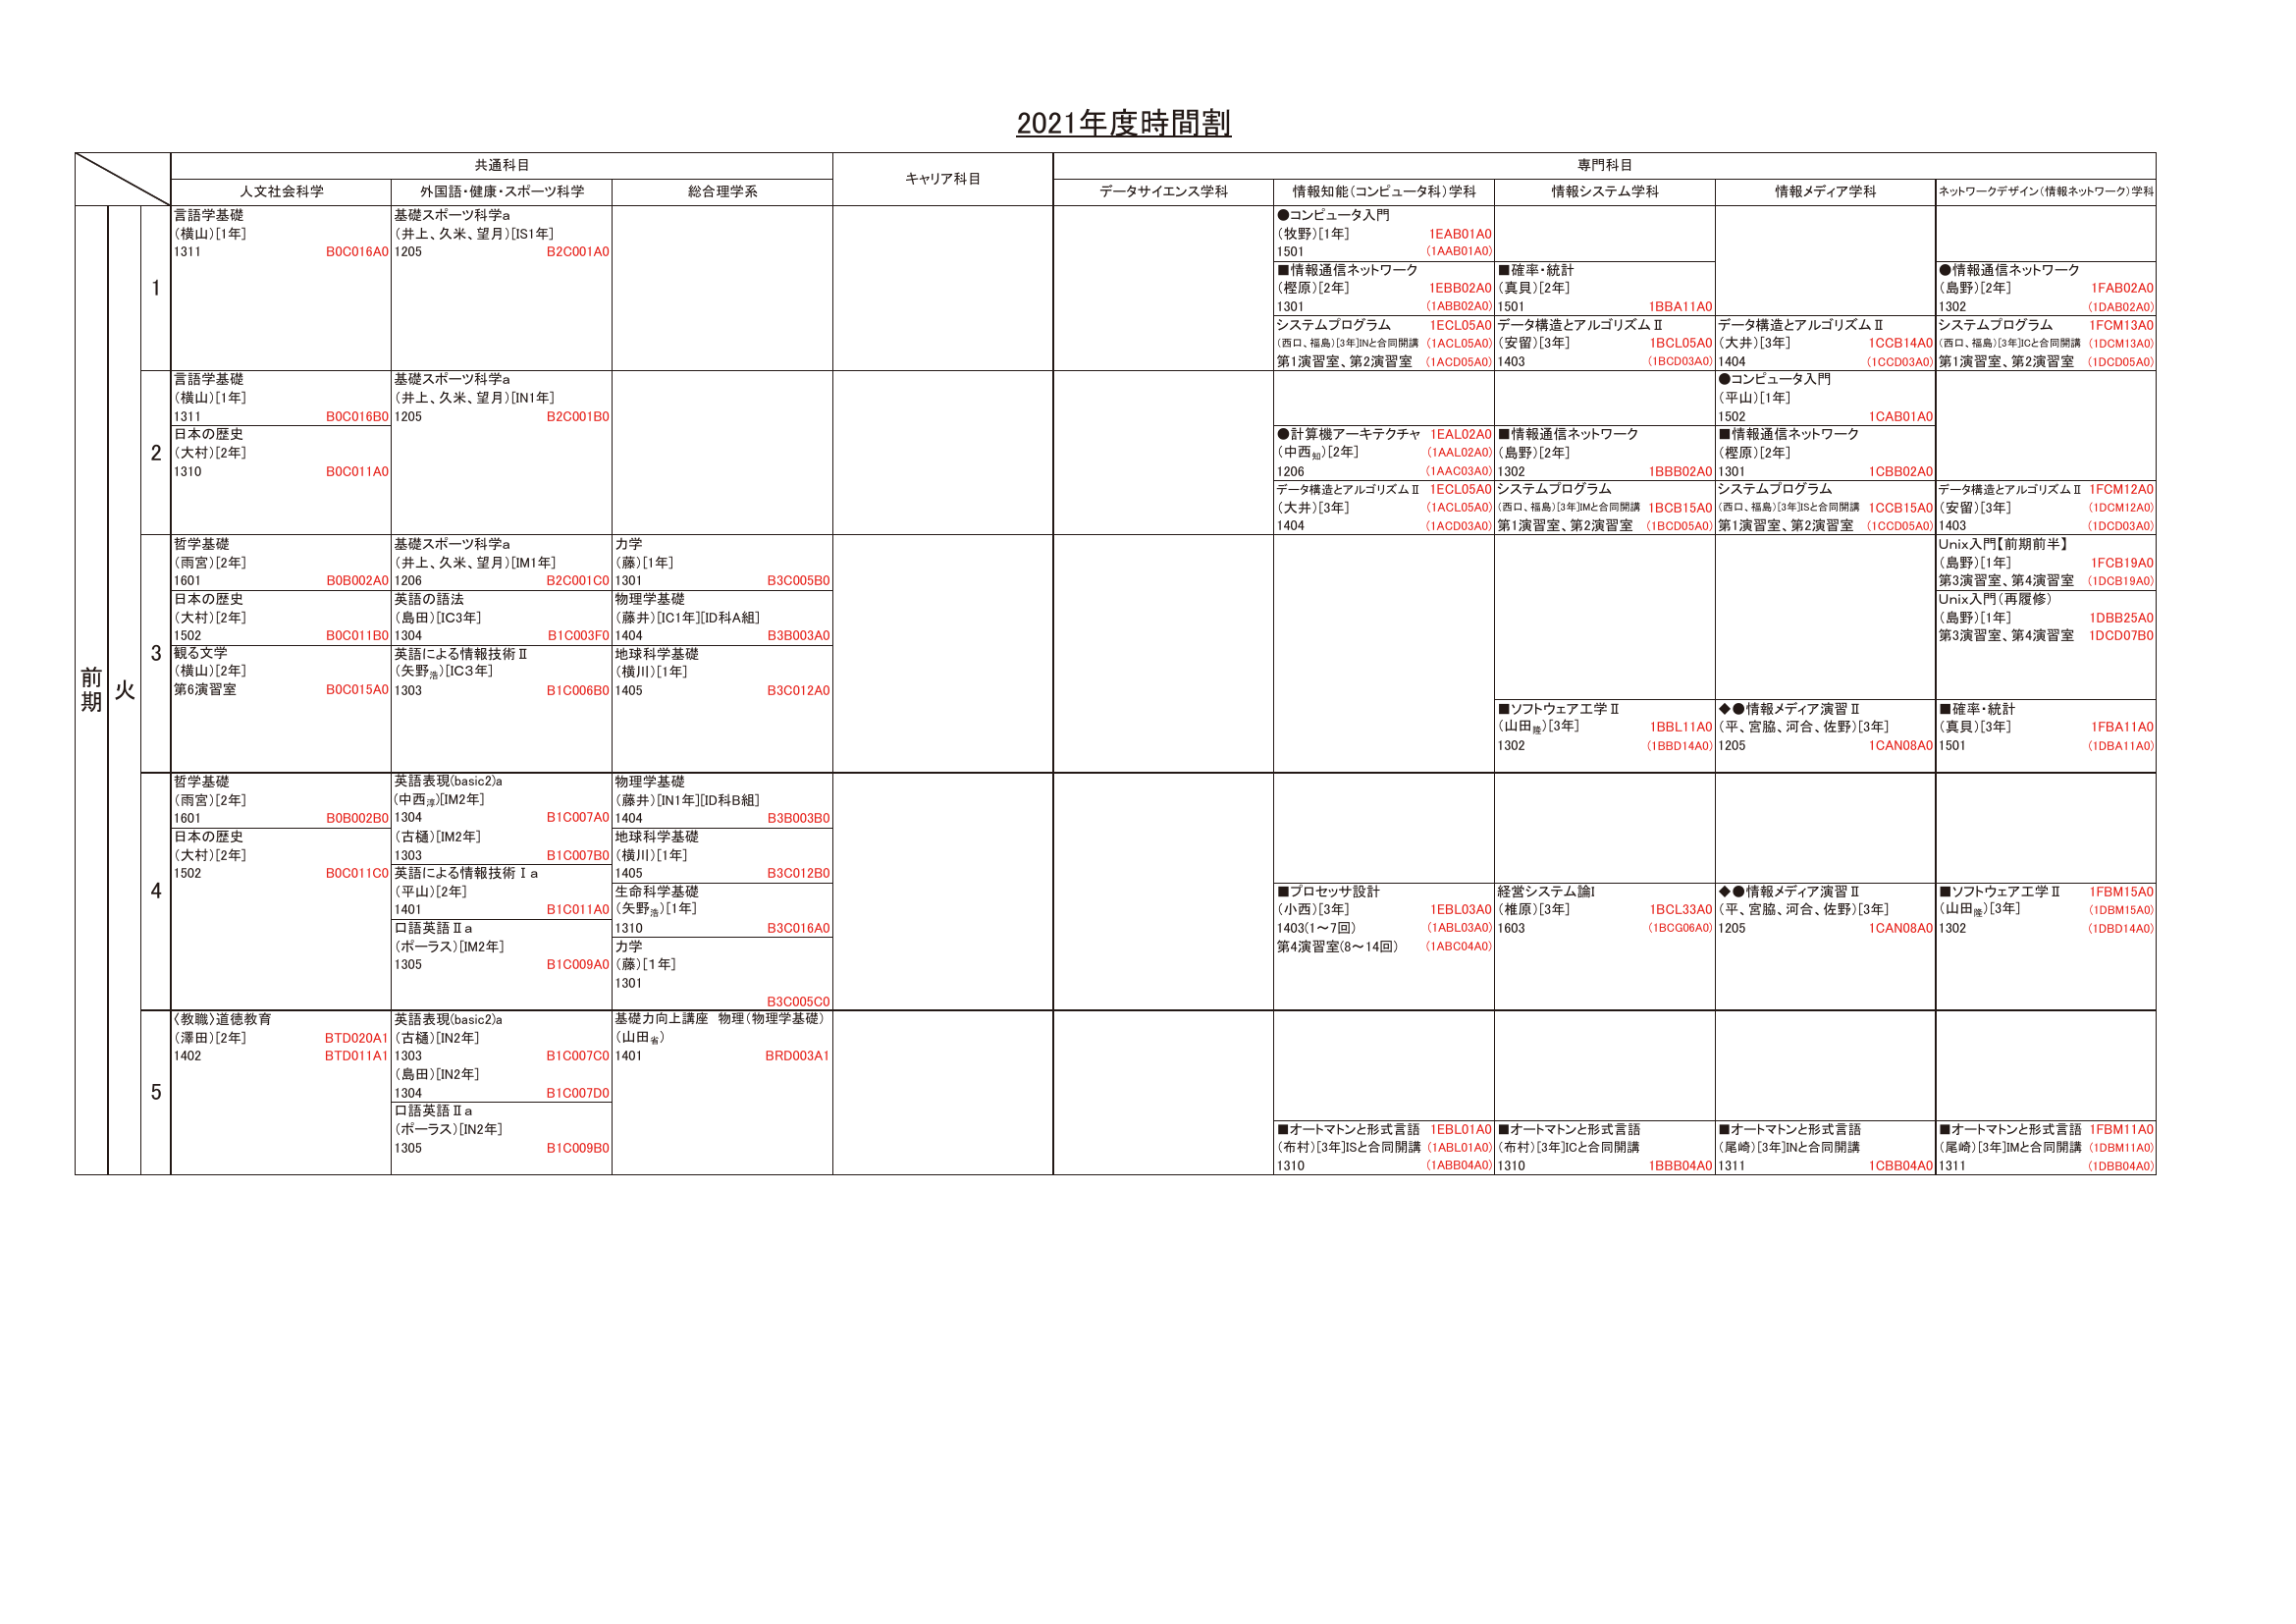 2021年度時間割
共通科目
キャリア科目
専門科目
人文社会科学
外国語・健康・スポーツ科学
総合理学系
データサイエンス学科
情報知能(コンピュータ科)学科
情報システム学科
情報メディア学科
ネットワークデザイン(情報ネットワーク)学科
前期
火
1
言語学基礎
(横山)[1年]
1311 B0C016A0
基礎スポーツ科学a
(井上、久米、望月)[IS1年]
1205 B2C001A0
●コンピュータ入門
(牧野)[1年] 1EAB01A0
1501 (1AAB01A0)
■情報通信ネットワーク
(樫原)[2年] 1EBB02A0
1301 (1ABB02A0)
システムプログラム 1ECL05A0
(西口、福島)[3年]INと合同開講 (1ACL05A0)
第1演習室、第2演習室 (1ACD05A0)
■確率・統計
(真貝)[2年]
1501 1BBA11A0
データ構造とアルゴリズムⅡ
(安留)[3年] 1BCL05A0
1403 (1BCD03A0)
データ構造とアルゴリズムⅡ
(大井)[3年] 1CCB14A0
1404 (1CCD03A0)
●情報通信ネットワーク
(島野)[2年] 1FAB02A0
1302 (1DAB02A0)
システムプログラム 1FCM13A0
(西口、福島)[3年]ICと合同開講 (1DCM13A0)
第1演習室、第2演習室 (1DCD05A0)
2
言語学基礎
(横山)[1年]
1311 B0C016B0
日本の歴史
(大村)[2年]
1310 B0C011A0
基礎スポーツ科学a
(井上、久米、望月)[IN1年]
1205 B2C001B0
●計算機アーキテクチャ 1EAL02A0
(中西知)[2年] (1AAL02A0)
1206 (1AAC03A0)
データ構造とアルゴリズムⅡ 1ECL05A0
(大井)[3年] (1ACL05A0)
1404 (1ACD03A0)
■情報通信ネットワーク
(島野)[2年]
1302 1BBB02A0
システムプログラム
(西口、福島)[3年]IMと合同開講 1BCB15A0
第1演習室、第2演習室 (1BCD05A0)
●コンピュータ入門
(平山)[1年]
1502 1CAB01A0
■情報通信ネットワーク
(樫原)[2年]
1301 1CBB02A0
システムプログラム
(西口、福島)[3年]ISと合同開講 1CCB15A0
第1演習室、第2演習室 (1CCD05A0)
データ構造とアルゴリズムⅡ 1FCM12A0
(安留)[3年] (1DCM12A0)
1403 (1DCD03A0)
3
哲学基礎
(雨宮)[2年]
1601 B0B002A0
日本の歴史
(大村)[2年]
1502 B0C011B0
観る文学
(横山)[2年]
第6演習室 B0C015A0
基礎スポーツ科学a
(井上、久米、望月)[IM1年]
1206 B2C001C0
英語の語法
(島田)[IC3年]
1304 B1C003F0
英語による情報技術Ⅱ
(矢野浩)[IC3年]
1303 B1C006B0
力学
(藤)[1年]
1301 B3C005B0
物理学基礎
(藤井)[IC1年][ID科A組]
1404 B3B003A0
地球科学基礎
(横川)[1年]
1405 B3C012A0
■ソフトウェア工学Ⅱ
(山田隆)[3年] 1BBL11A0
1302 (1BBD14A0)
◆●情報メディア演習Ⅱ
(平、宮脇、河合、佐野)[3年]
1205 1CAN08A0
Unix入門【前期前半】
(島野)[1年] 1FCB19A0
第3演習室、第4演習室 (1DCB19A0)
Unix入門(再履修)
(島野)[1年] 1DBB25A0
第3演習室、第4演習室 1DCD07B0
■確率・統計
(真貝)[3年] 1FBA11A0
1501 (1DBA11A0)
4
哲学基礎
(雨宮)[2年]
1601 B0B002B0
日本の歴史
(大村)[2年]
1502 B0C011C0
英語表現(basic2)a
(中西淳)[IM2年]
1304 B1C007A0
(古樋)[IM2年]
1303 B1C007B0
英語による情報技術Ⅰa
(平山)[2年]
1401 B1C011A0
口語英語Ⅱa
(ポーラス)[IM2年]
1305 B1C009A0
物理学基礎
(藤井)[IN1年][ID科B組]
1404 B3B003B0
地球科学基礎
(横川)[1年]
1405 B3C012B0
生命科学基礎
(矢野浩)[1年]
1310 B3C016A0
力学
(藤)[1年]
1301
B3C005C0
■プロセッサ設計
(小西)[3年] 1EBL03A0
1403(1～7回) (1ABL03A0)
第4演習室(8～14回) (1ABC04A0)
経営システム論I
(椎原)[3年] 1BCL33A0
1603 (1BCG06A0)
◆●情報メディア演習Ⅱ
(平、宮脇、河合、佐野)[3年]
1205 1CAN08A0
■ソフトウェア工学Ⅱ 1FBM15A0
(山田隆)[3年] (1DBM15A0)
1302 (1DBD14A0)
5
〈教職〉道徳教育
(澤田)[2年] BTD020A1
1402 BTD011A1
英語表現(basic2)a
(古樋)[IN2年]
1303 B1C007C0
(島田)[IN2年]
1304 B1C007D0
口語英語Ⅱa
(ポーラス)[IN2年]
1305 B1C009B0
基礎力向上講座 物理(物理学基礎)
(山田省)
1401 BRD003A1
■オートマトンと形式言語 1EBL01A0
(布村)[3年]ISと合同開講 (1ABL01A0)
1310 (1ABB04A0)
■オートマトンと形式言語
(布村)[3年]ICと合同開講
1310 1BBB04A0
■オートマトンと形式言語
(尾崎)[3年]INと合同開講
1311 1CBB04A0
■オートマトンと形式言語 1FBM11A0
(尾崎)[3年]IMと合同開講 (1DBM11A0)
1311 (1DBB04A0)